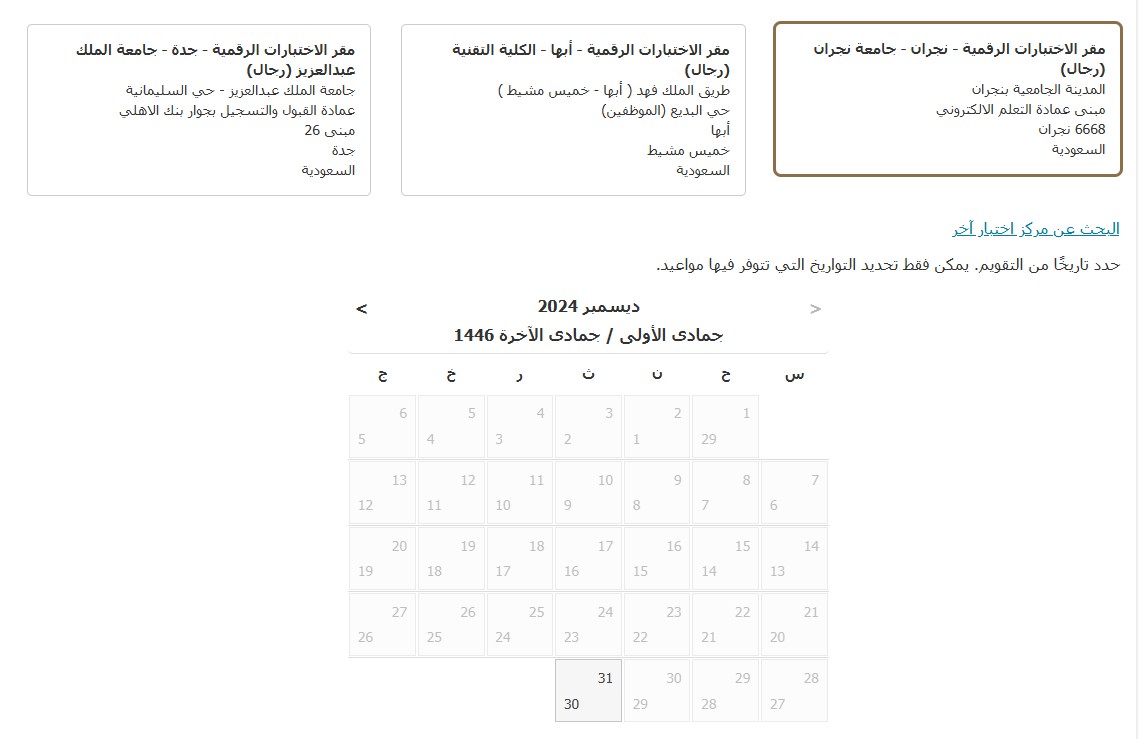 مقر الاختبارات الرقمية - نجران - جامعة نجران
(رجال)
المدينة الجامعية بنجران
مبنى عمادة التعلم الالكتروني
6668 نجران
السعودية
مقر الاختبارات الرقمية - أبها - الكلية التقنية
(رجال)
طريق الملك فهد ( أبها - خميس مشيط )
حي البديع (الموظفين)
أبها
خميس مشيط
السعودية
مقر الاختبارات الرقمية - جدة - جامعة الملك
عبدالعزيز (رجال)
جامعة الملك عبدالعزيز - حي السليمانية
عمادة القبول والتسجيل بجوار بنك الاهلي
مبنى 26
جدة
السعودية
البحث عن مركز اختبار آخر
حدد تاريخًا من التقويم. يمكن فقط تحديد التواريخ التي تتوفر فيها مواعيد.
< ديسمبر 2024 >
جمادى الأولى / جمادى الآخرة 1446
س ح ن ث ر خ ج
1 2 3 4 5 6
29 1 2 3 4 5
7 8 9 10 11 12 13
6 7 8 9 10 11 12
14 15 16 17 18 19 20
13 14 15 16 17 18 19
21 22 23 24 25 26 27
20 21 22 23 24 25 26
28 29 30 31
27 28 29 30